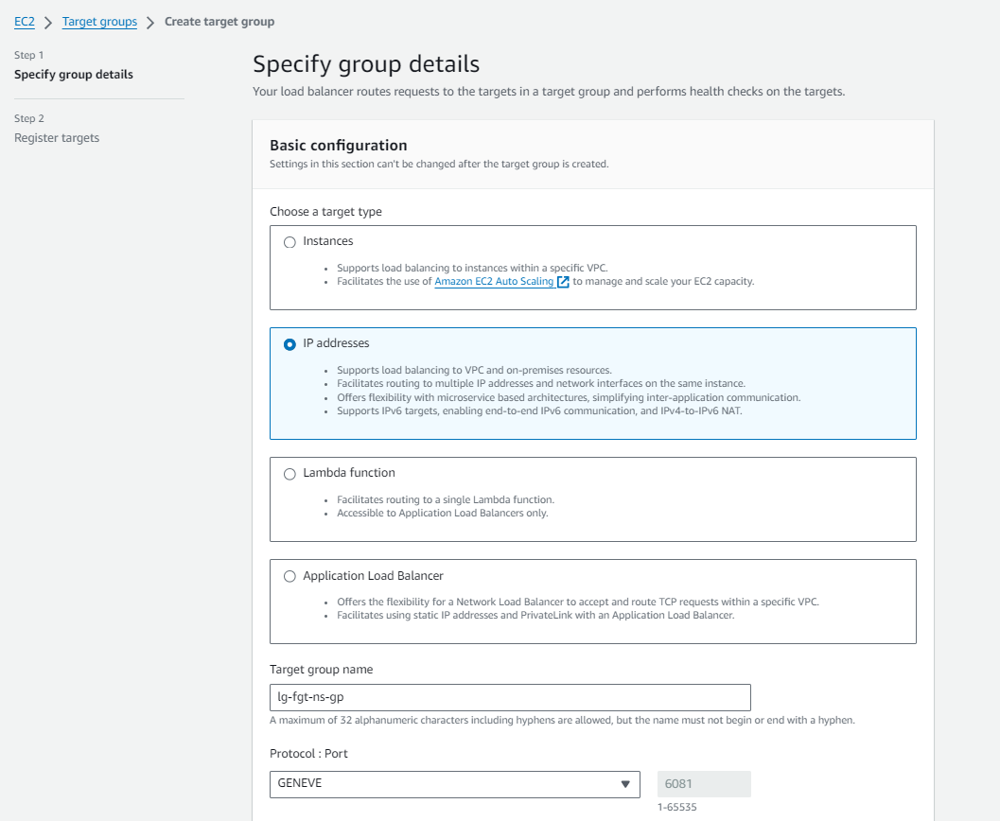 EC2 > Target groups > Create target group
Step 1
Specify group details
Step 2
Register targets
Specify group details
Your load balancer routes requests to the targets in a target group and performs health checks on the targets.
Basic configuration
Settings in this section can't be changed after the target group is created.
Choose a target type
Instances
• Supports load balancing to instances within a specific VPC.
• Facilitates the use of Amazon EC2 Auto Scaling to manage and scale your EC2 capacity.
IP addresses
• Supports load balancing to VPC and on-premises resources.
• Facilitates routing to multiple IP addresses and network interfaces on the same instance.
• Offers flexibility with microservice based architectures, simplifying inter-application communication.
• Supports IPv6 targets, enabling end-to-end IPv6 communication, and IPv4-to-IPv6 NAT.
Lambda function
• Facilitates routing to a single Lambda function.
• Accessible to Application Load Balancers only.
Application Load Balancer
• Offers the flexibility for a Network Load Balancer to accept and route TCP requests within a specific VPC.
• Facilitates using static IP addresses and PrivateLink with an Application Load Balancer.
Target group name
lg-fgt-ns-gp
A maximum of 32 alphanumeric characters including hyphens are allowed, but the name must not begin or end with a hyphen.
Protocol : Port
GENEVE
6081
1-65535